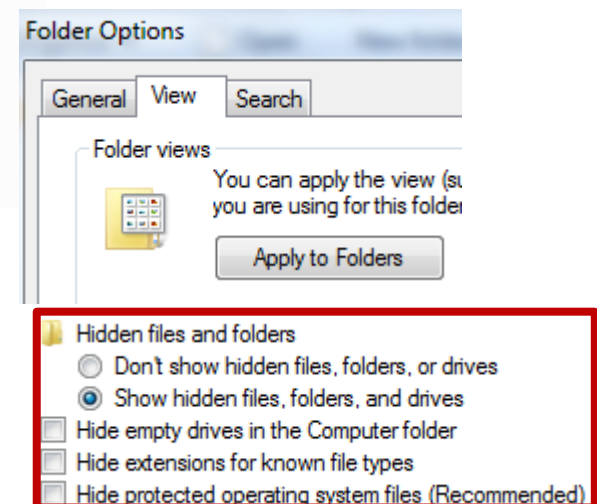 Folder Options
Open
New folder
General View Search
Folder views
You can apply the view (su
you are using for this folder
Apply to Folders
Hidden files and folders
Don't show hidden files, folders, or drives
Show hidden files, folders, and drives
Hide empty drives in the Computer folder
Hide extensions for known file types
Hide protected operating system files (Recommended)